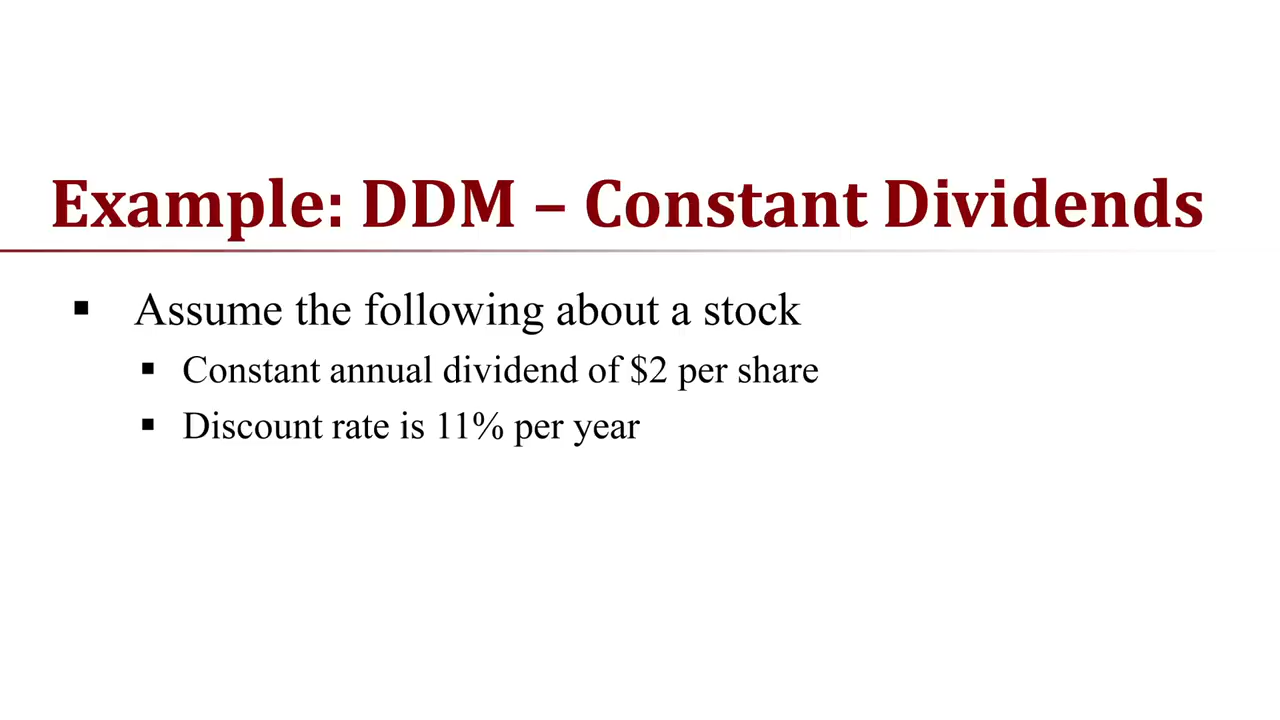 Example: DDM – Constant Dividends
▪ Assume the following about a stock
▪ Constant annual dividend of $2 per share
▪ Discount rate is 11% per year